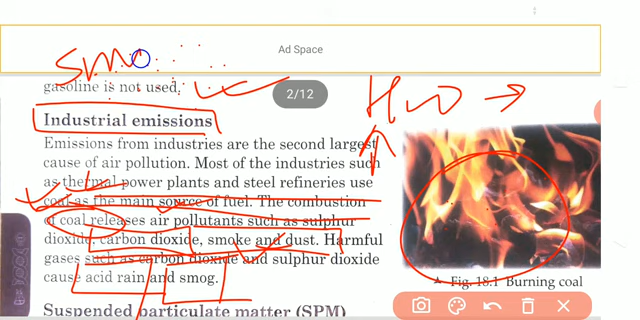 Ad Space
SMO
gasoline is not used.
2/12
H2O →
Industrial emissions
Emissions from industries are the second largest
cause of air pollution. Most of the industries such
as thermal power plants and steel refineries use
coal as the main source of fuel. The combustion
of coal releases air pollutants such as sulphur
dioxide, carbon dioxide, smoke and dust. Harmful
gases such as carbon dioxide and sulphur dioxide
cause acid rain and smog.
▲ Fig. 18.1 Burning coal
Suspended particulate matter (SPM)